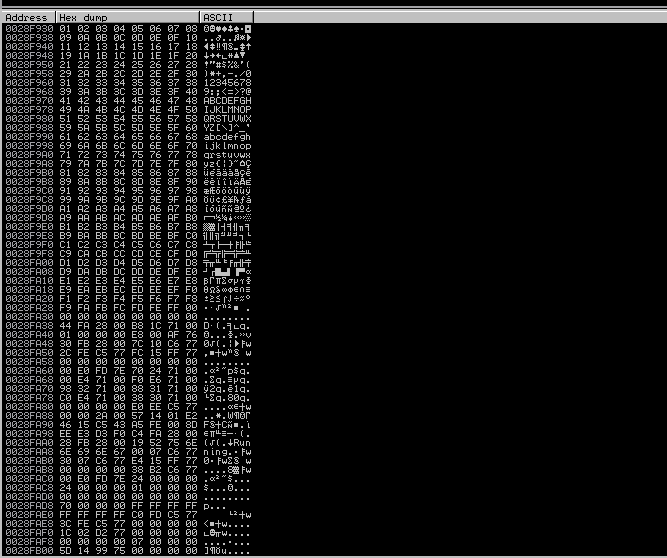 Address Hex dump ASCII
0028F930 01 02 03 04 05 06 07 08 ☺☻♥♦♣♠•◘
0028F938 09 0A 0B 0C 0D 0E 0F 10 ..♂..♫☼►
0028F940 11 12 13 14 15 16 17 18 ◄↕‼¶§▬↨↑
0028F948 19 1A 1B 1C 1D 1E 1F 20 ↓→←∟↔▲▼
0028F950 21 22 23 24 25 26 27 28 !"#$%&'(
0028F958 29 2A 2B 2C 2D 2E 2F 30 )*+,-./0
0028F960 31 32 33 34 35 36 37 38 12345678
0028F968 39 3A 3B 3C 3D 3E 3F 40 9:;<=>?@
0028F970 41 42 43 44 45 46 47 48 ABCDEFGH
0028F978 49 4A 4B 4C 4D 4E 4F 50 IJKLMNOP
0028F980 51 52 53 54 55 56 57 58 QRSTUVWX
0028F988 59 5A 5B 5C 5D 5E 5F 60 YZ[\]^_`
0028F990 61 62 63 64 65 66 67 68 abcdefgh
0028F998 69 6A 6B 6C 6D 6E 6F 70 ijklmnop
0028F9A0 71 72 73 74 75 76 77 78 qrstuvwx
0028F9A8 79 7A 7B 7C 7D 7E 7F 80 yz{|}~⌂Ç
0028F9B0 81 82 83 84 85 86 87 88 üéâäàåçê
0028F9B8 89 8A 8B 8C 8D 8E 8F 90 ëèïîìÄÅÉ
0028F9C0 91 92 93 94 95 96 97 98 æÆôöòûùÿ
0028F9C8 99 9A 9B 9C 9D 9E 9F A0 ÖÜ¢£¥₧ƒá
0028F9D0 A1 A2 A3 A4 A5 A6 A7 A8 íóúñÑªº¿
0028F9D8 A9 AA AB AC AD AE AF B0 ⌐¬½¼¡«»░
0028F9E0 B1 B2 B3 B4 B5 B6 B7 B8 ▒▓│┤╡╢╖╕
0028F9E8 B9 BA BB BC BD BE BF C0 ╣║╗╝╜╛┐└
0028F9F0 C1 C2 C3 C4 C5 C6 C7 C8 ┴┬├─┼╞╟╚
0028F9F8 C9 CA CB CC CD CE CF D0 ╔╩╦╠═╬╧╨
0028FA00 D1 D2 D3 D4 D5 D6 D7 D8 ╤╥╙╘╒╓╫╪
0028FA08 D9 DA DB DC DD DE DF E0 ┘┌█▄▌▐▀α
0028FA10 E1 E2 E3 E4 E5 E6 E7 E8 ßΓπΣσµτΦ
0028FA18 E9 EA EB EC ED EE EF F0 ΘΩδ∞φε∩≡
0028FA20 F1 F2 F3 F4 F5 F6 F7 F8 ±≥≤⌠⌡÷≈°
0028FA28 F9 FA FB FC FD FE FF 00 ∙·√ⁿ²■ .
0028FA30 00 00 00 00 00 00 00 00 ........
0028FA38 44 FA 28 00 B8 1C 71 00 D·(.╕∟q.
0028FA40 01 00 00 00 E8 00 AF 76 ☺...Φ.»v
0028FA48 30 FB 28 00 7C 10 C6 77 0√(.|►╞w
0028FA50 2C FE C5 77 FC 15 FF 77 ,■┼wⁿ§ w
0028FA58 00 00 00 00 00 00 00 00 ........
0028FA60 00 E0 FD 7E 70 24 71 00 .α²~p$q.
0028FA68 00 E4 71 00 F0 E6 71 00 .Σq.≡µq.
0028FA70 98 32 71 00 88 31 71 00 ÿ2q.ê1q.
0028FA78 C0 E4 71 00 38 30 71 00 └Σq.80q.
0028FA80 00 00 00 00 E0 EE C5 77 ....αε┼w
0028FA88 00 00 2A 00 57 14 01 E2 ..*.W¶☺Γ
0028FA90 46 15 C5 43 A5 FE 00 8D F§┼CÑ■.ì
0028FA98 EE E3 D3 F0 C4 FA 28 00 επ╙≡─·(.
0028FAA0 28 FB 28 00 19 52 75 6E (√(.↓Run
0028FAA8 6E 69 6E 67 00 07 C6 77 ning.•╞w
0028FAB0 30 07 C6 77 E4 15 FF 77 0•╞wΣ§ w
0028FAB8 00 00 00 00 38 B2 C6 77 ....8▓╞w
0028FAC0 00 E0 FD 7E 24 00 00 00 .α²~$...
0028FAC8 24 00 00 00 01 00 00 00 $...☺...
0028FAD0 00 00 00 00 00 00 00 00 ........
0028FAD8 70 00 00 00 FF FF FF FF p...
0028FAE0 FF FF FF FF C0 FD C5 77 └²┼w
0028FAE8 3C FE C5 77 00 00 00 00 <■┼w....
0028FAF0 1C 02 D2 77 00 00 00 00 ∟☻╥w....
0028FAF8 00 00 00 00 07 00 00 00 ....•...
0028FB00 5D 14 99 75 00 00 00 00 ]¶Öu....